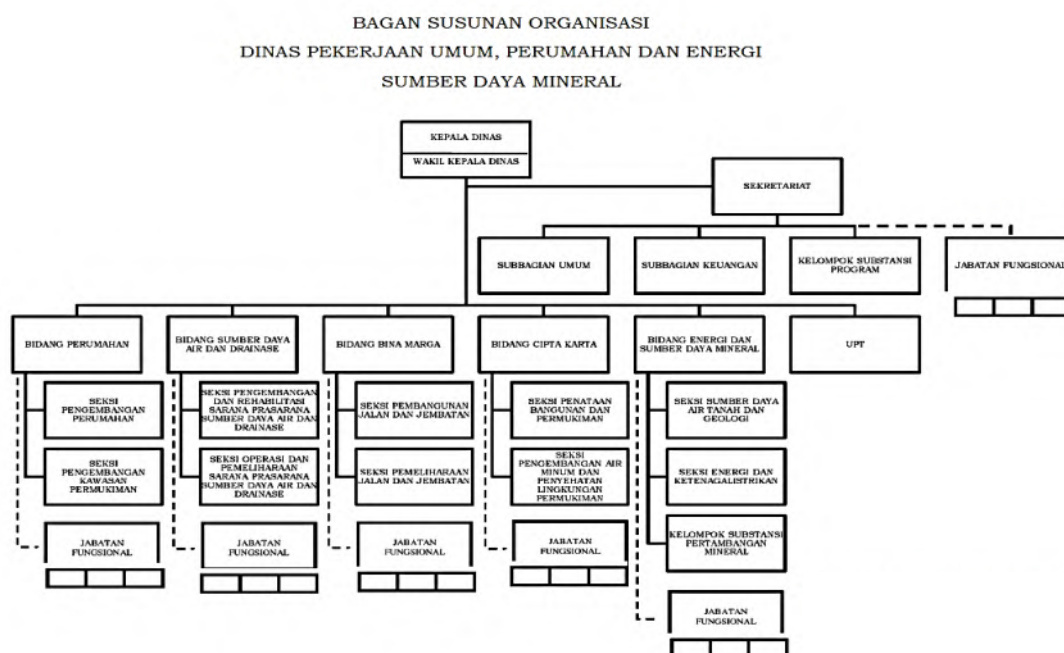 BAGAN SUSUNAN ORGANISASI
DINAS PEKERJAAN UMUM, PERUMAHAN DAN ENERGI
SUMBER DAYA MINERAL
KEPALA DINAS
WAKIL KEPALA DINAS
SEKRETARIAT
SUBBAGIAN UMUM
SUBBAGIAN KEUANGAN
KELOMPOK SUBSTANSI
PROGRAM
JABATAN FUNGSIONAL
BIDANG PERUMAHAN
BIDANG SUMBER DAYA
AIR DAN DRAINASE
BIDANG BINA MARGA
BIDANG CIPTA KARTA
BIDANG ENERGI DAN
SUMBER DAYA MINERAL
UPT
SEKSI
PENGEMBANGAN
PERUMAHAN
SEKSI PENGEMBANGAN
DAN REHABILITASI
SARANA PRASARANA
SUMBER DAYA AIR DAN
DRAINASE
SEKSI PEMBANGUNAN
JALAN DAN JEMBATAN
SEKSI PENATAAN
BANGUNAN DAN
PERMUKIMAN
SEKSI SUMBER DAYA
AIR TANAH DAN
GEOLOGI
SEKSI
PENGEMBANGAN
KAWASAN
PERMUKIMAN
SEKSI OPERASI DAN
PEMELIHARAAN
SARANA PRASARANA
SUMBER DAYA AIR DAN
DRAINASE
SEKSI PEMELIHARAAN
JALAN DAN JEMBATAN
SEKSI
PENGEMBANGAN AIR
MINUM DAN
PENYEHATAN
LINGKUNGAN
PERMUKIMAN
SEKSI ENERGI DAN
KETENAGALISTRIKAN
JABATAN
FUNGSIONAL
JABATAN
FUNGSIONAL
JABATAN
FUNGSIONAL
JABATAN
FUNGSIONAL
KELOMPOK SUBSTANSI
PERTAMBANGAN
MINERAL
JABATAN
FUNGSIONAL